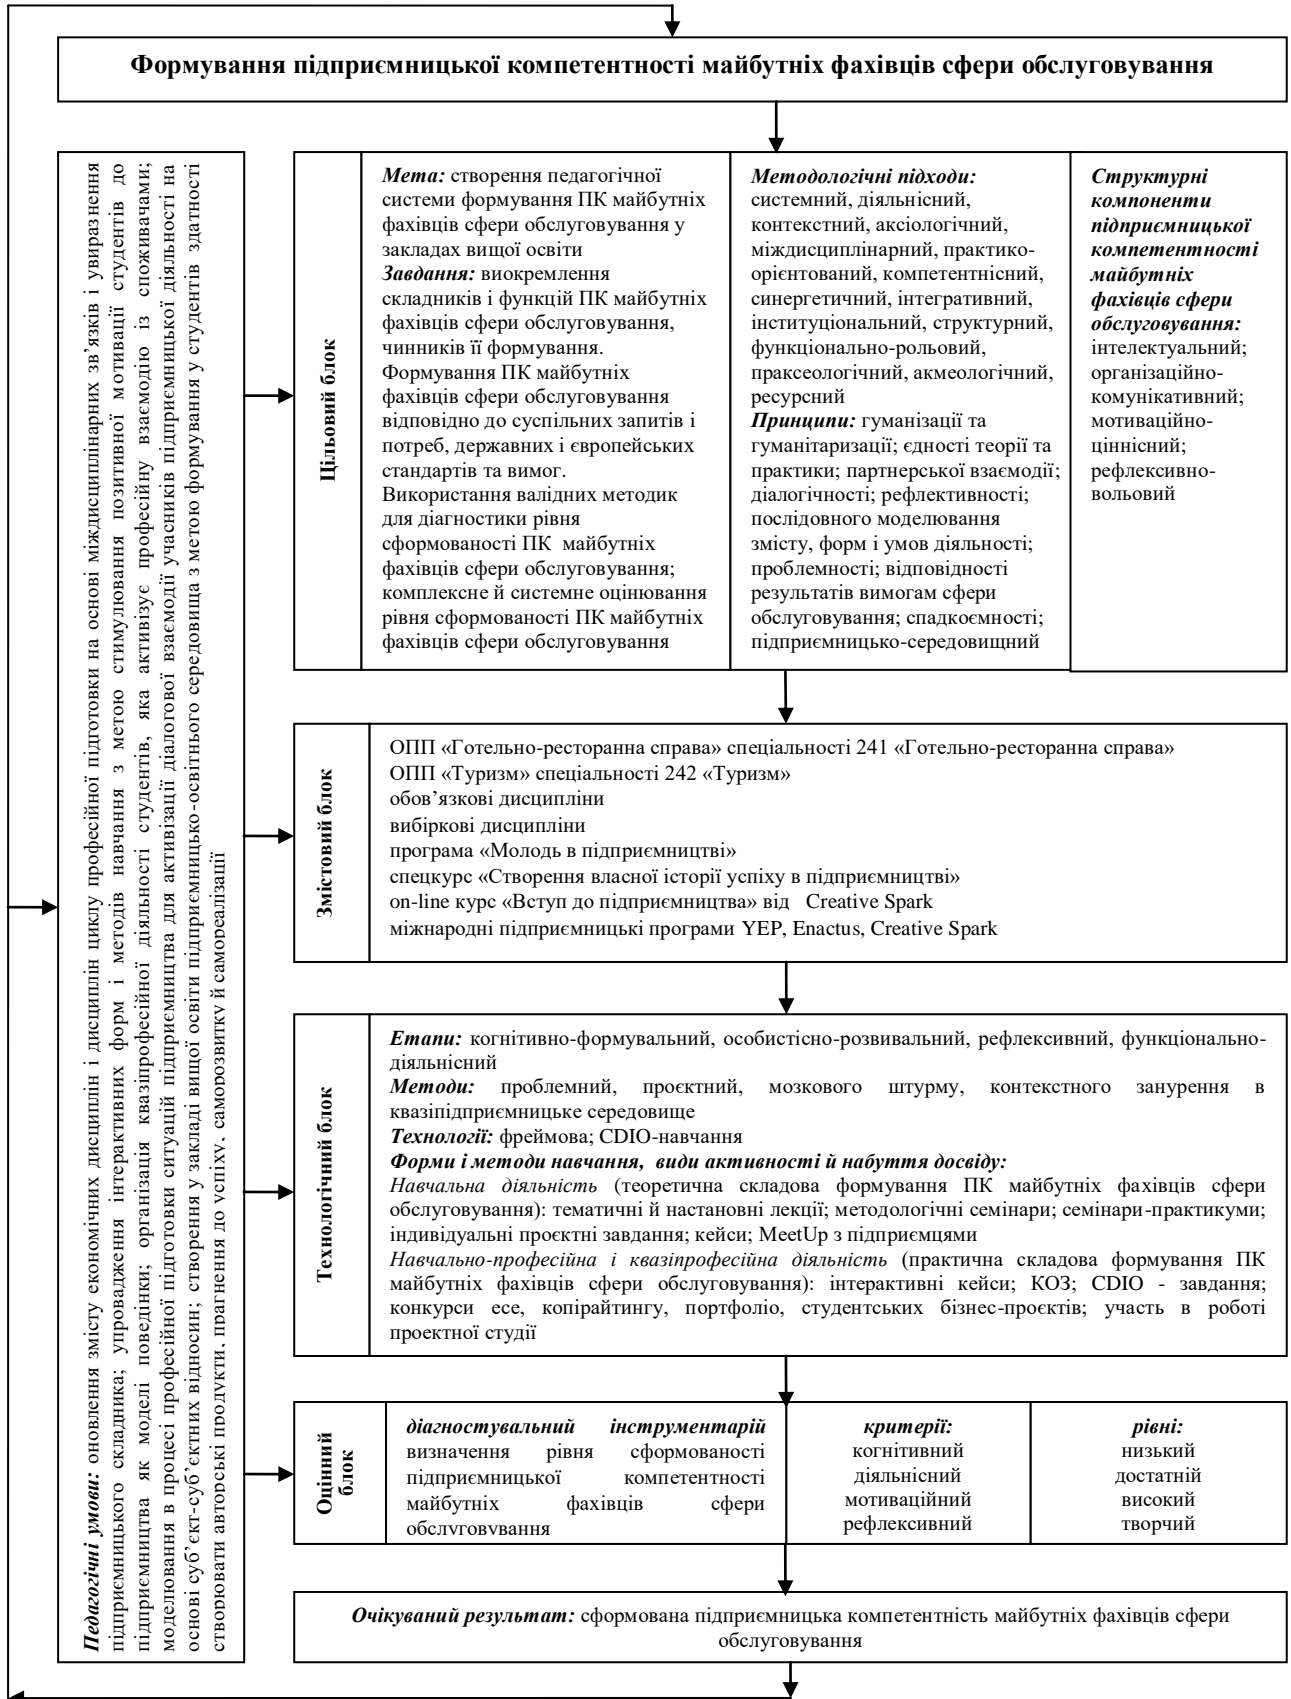 Формування підприємницької компетентності майбутніх фахівців сфери обслуговування
Педагогічні умови: оновлення змісту економічних дисциплін і дисциплін циклу професійної підготовки на основі міждисциплінарних зв’язків і увиразнення
підприємницького складника; упровадження інтерактивних форм і методів навчання з метою стимулювання позитивної мотивації студентів до
підприємництва як моделі поведінки; організація квазіпрофесійної діяльності студентів, яка активізує професійну взаємодію із споживачами;
моделювання в процесі професійної підготовки ситуацій підприємництва для активізації діалогової взаємодії учасників підприємницької діяльності на
основі суб’єкт-суб’єктних відносин; створення у закладі вищої освіти підприємницько-освітнього середовища з метою формування у студентів здатності
створювати авторські продукти, прагнення до успіху, саморозвитку й самореалізації
Цільовий блок
Мета: створення педагогічної
системи формування ПК майбутніх
фахівців сфери обслуговування у
закладах вищої освіти
Завдання: виокремлення
складників і функцій ПК майбутніх
фахівців сфери обслуговування,
чинників її формування.
Формування ПК майбутніх
фахівців сфери обслуговування
відповідно до суспільних запитів і
потреб, державних і європейських
стандартів та вимог.
Використання валідних методик
для діагностики рівня
сформованості ПК майбутніх
фахівців сфери обслуговування;
комплексне й системне оцінювання
рівня сформованості ПК майбутніх
фахівців сфери обслуговування
Методологічні підходи:
системний, діяльнісний,
контекстний, аксіологічний,
міждисциплінарний, практико-
орієнтований, компетентнісний,
синергетичний, інтегративний,
інституціональний, структурний,
функціонально-рольовий,
праксеологічний, акмеологічний,
ресурсний
Принципи: гуманізації та
гуманітаризації; єдності теорії та
практики; партнерської взаємодії;
діалогічності; рефлективності;
послідовного моделювання
змісту, форм і умов діяльності;
проблемності; відповідності
результатів вимогам сфери
обслуговування; спадкоємності;
підприємницько-середовищний
Структурні
компоненти
підприємницької
компетентності
майбутніх
фахівців сфери
обслуговування:
інтелектуальний;
організаційно-
комунікативний;
мотиваційно-
ціннісний;
рефлексивно-
вольовий
Змістовий блок
ОПП «Готельно-ресторанна справа» спеціальності 241 «Готельно-ресторанна справа»
ОПП «Туризм» спеціальності 242 «Туризм»
обов’язкові дисципліни
вибіркові дисципліни
програма «Молодь в підприємництві»
спецкурс «Створення власної історії успіху в підприємництві»
on-line курс «Вступ до підприємництва» від Creative Spark
міжнародні підприємницькі програми YEP, Enactus, Creative Spark
Технологічний блок
Етапи: когнітивно-формувальний, особистісно-розвивальний, рефлексивний, функціонально-
діяльнісний
Методи: проблемний, проєктний, мозкового штурму, контекстного занурення в
квазіпідприємницьке середовище
Технології: фреймова; CDIO-навчання
Форми і методи навчання, види активності й набуття досвіду:
Навчальна діяльність (теоретична складова формування ПК майбутніх фахівців сфери
обслуговування): тематичні й настановні лекції; методологічні семінари; семінари-практикуми;
індивідуальні проєктні завдання; кейси; MeetUp з підприємцями
Навчально-професійна і квазіпрофесійна діяльність (практична складова формування ПК
майбутніх фахівців сфери обслуговування): інтерактивні кейси; КОЗ; CDIO - завдання;
конкурси есе, копірайтингу, портфоліо, студентських бізнес-проєктів; участь в роботі
проектної студії
Оцінний
блок
діагностувальний інструментарій
визначення рівня сформованості
підприємницької компетентності
майбутніх фахівців сфери
обслуговування
критерії:
когнітивний
діяльнісний
мотиваційний
рефлексивний
рівні:
низький
достатній
високий
творчий
Очікуваний результат: сформована підприємницька компетентність майбутніх фахівців сфери
обслуговування